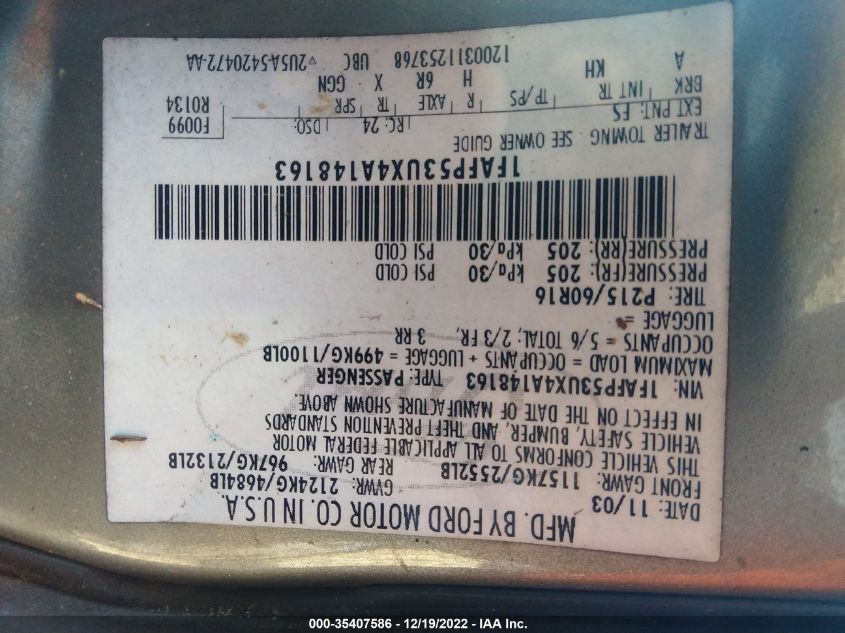 MFD. BY FORD MOTOR CO. IN U.S.A.
DATE: 11/03 GVWR: 2124KG/4684LB
FRONT GAWR: 1157KG/2552LB REAR GAWR: 967KG/2132LB
THIS VEHICLE CONFORMS TO ALL APPLICABLE FEDERAL MOTOR
VEHICLE SAFETY, BUMPER, AND THEFT PREVENTION STANDARDS
IN EFFECT ON THE DATE OF MANUFACTURE SHOWN ABOVE.
VIN: 1FAFP53UX4A148163 TYPE: PASSENGER
MAXIMUM LOAD = OCCUPANTS + LUGGAGE = 499KG/1100LB
OCCUPANTS = 5/6 TOTAL, 2/3 FR, 3 RR
LUGGAGE =
TIRE: P215/60R16
PRESSURE(FR): 205 kPa/30 PSI COLD
PRESSURE(RR): 205 kPa/30 PSI COLD
1FAFP53UX4A148163
TRAILER TOWING - SEE OWNER GUIDE
EXT PNT: ES RC: 24 DSO: F0099
BRK INT TR TP/PS R AXLE TR SPR R0134
A KH H 6R X GGN
1200311253768 UBC ▽2U5A-5420472-AA
000-35407586 - 12/19/2022 - IAA Inc.